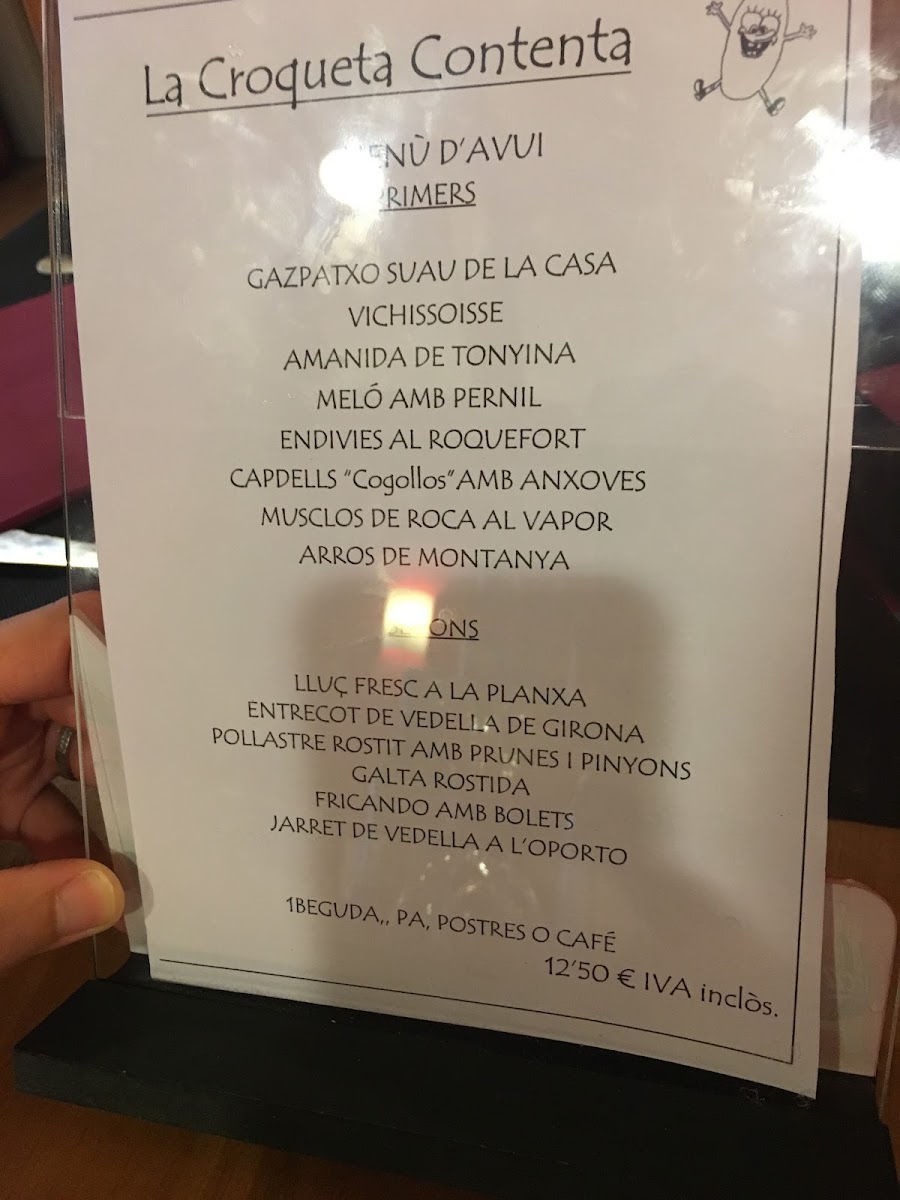 La Croqueta Contenta
D'AVUI
GAZPATXO SUAU DE LA CASA
VICHISSOISSE
AMANIDA DE TONYINA
MELÓ AMB PERNIL
ENDIVIES AL ROQUEFORT
CAPDELLS "Cogollos"AMB ANXOVES
MUSCLOS DE ROCA AL VAPOR
ARROS DE MONTANYA
LLUÇ FRESC A LA PLANXA
ENTRECOT DE VEDELLA DE GIRONA
POLLASTRE ROSTIT AMB PRUNES I PINYONS
GALTA ROSTIDA
FRICANDO AMB BOLETS
JARRET DE VEDELLA A L'OPORTO
1BEGUDA,, PA, POSTRES O CAFÉ
12'50 € IVA inclòs.